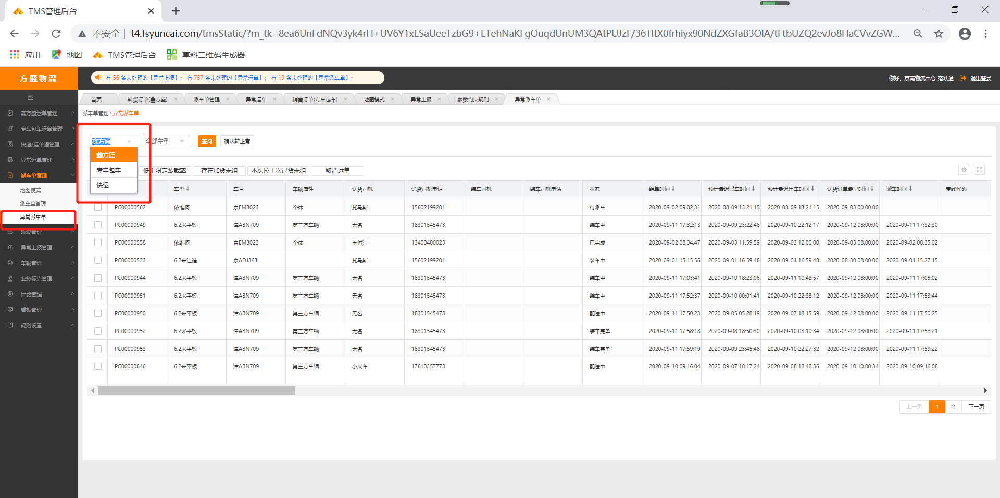 TMS管理后台
不安全 | t4.fsyuncai.com/tmsStatic/?m_tk=8ea6UnFdNQv3yk4rH+UV6Y1xESaUeeTzbG9+ETehNaKFgOuqdUnUM3QAtPUJzF/36TItX0frhiyx90NdZXGfaB3OIA/tFtbUZQ2evJo8HaCVvZGW...
应用 地图 TMS管理后台 草料二维码生成器
方盛物流 有 56 条未处理的【异常上报】; 有 757 条未处理的【异常运单】; 有 19 条未处理的【异常派车单】; 你好, 京南物流中心-范跃通 退出登录
首页 转货订单(鑫方盛) 派车单管理 异常运单 销售订单(专车包车) 地图模式 异常上报 家数约束规则 异常派车单
派车单管理 / 异常派车单
鑫方盛运单管理
专车包车运单管理
快递/运单据管理
异常运单管理
派车单管理
地图模式
派车单管理
异常派车单
轨迹管理
异常上报管理
车辆管理
业务标点管理
计费管理
看板管理
规则设置
鑫方盛 全部车型 查询 确认转正常
鑫方盛
专车包车
快运
低于限定装载率 存在加货未组 本次拉上次退货未组 取消运单
车型 车号 车辆属性 送货司机 送货司机电话 装车司机 装车司机电话 状态 组单时间 预计最迟派车时间 预计最迟出车时间 送货订单最早时间 派车时间 专线代码
PC00000562 依维柯 京EM3023 个体 托马斯 15602199201 待派车 2020-09-02 09:02:31 2020-08-09 13:21:15 2020-08-09 13:21:15 2020-09-03 00:00:00
PC00000949 6.2米平板 津ABN709 第三方车辆 无名 18301545473 装车中 2020-09-11 17:32:13 2020-09-09 23:22:46 2020-09-10 22:12:17 2020-09-12 08:00:00 2020-09-11 17:32:30
PC00000558 依维柯 京EM3023 个体 王付江 13400400023 已完成 2020-09-02 08:34:47 2020-09-03 11:59:59 2020-09-03 12:00:00 2020-09-03 08:00:00 2020-09-02 08:35:02
PC00000533 6.2米江淮 京ADJ363 托马斯 15602199201 装车中 2020-09-01 15:15:56 2020-09-01 16:59:48 2020-09-01 16:59:48 2020-08-30 08:00:00 2020-09-01 15:27:15
PC00000944 6.2米平板 津ABN709 第三方车辆 无名 18301545473 装车中 2020-09-11 17:03:41 2020-09-10 18:23:06 2020-09-11 10:48:57 2020-09-12 08:00:00 2020-09-11 17:05:02
PC00000951 6.2米平板 津ABN709 第三方车辆 无名 18301545473 装车中 2020-09-11 17:52:37 2020-09-10 00:01:41 2020-09-10 22:38:12 2020-09-12 08:00:00 2020-09-11 17:53:44
PC00000950 6.2米平板 津ABN709 第三方车辆 无名 18301545473 配送中 2020-09-11 17:50:23 2020-09-05 05:28:19 2020-09-07 18:15:59 2020-09-12 08:00:00 2020-09-11 17:50:25
PC00000952 6.2米平板 津ABN709 第三方车辆 无名 18301545473 装车完毕 2020-09-11 17:58:18 2020-09-08 18:50:30 2020-09-10 03:10:34 2020-09-12 08:00:00 2020-09-11 17:58:21
PC00000953 6.2米平板 津ABN709 第三方车辆 无名 18301545473 装车完毕 2020-09-11 17:59:19 2020-09-09 23:45:48 2020-09-10 22:27:32 2020-09-12 08:00:00 2020-09-11 17:59:22
PC00000846 6.2米平板 津ABN709 第三方车辆 小火车 17610357773 配送中 2020-09-10 09:16:04 2020-09-07 18:17:24 2020-09-08 18:48:36 2020-09-10 10:00:34 2020-09-10 09:16:08
上一页 1 2 下一页